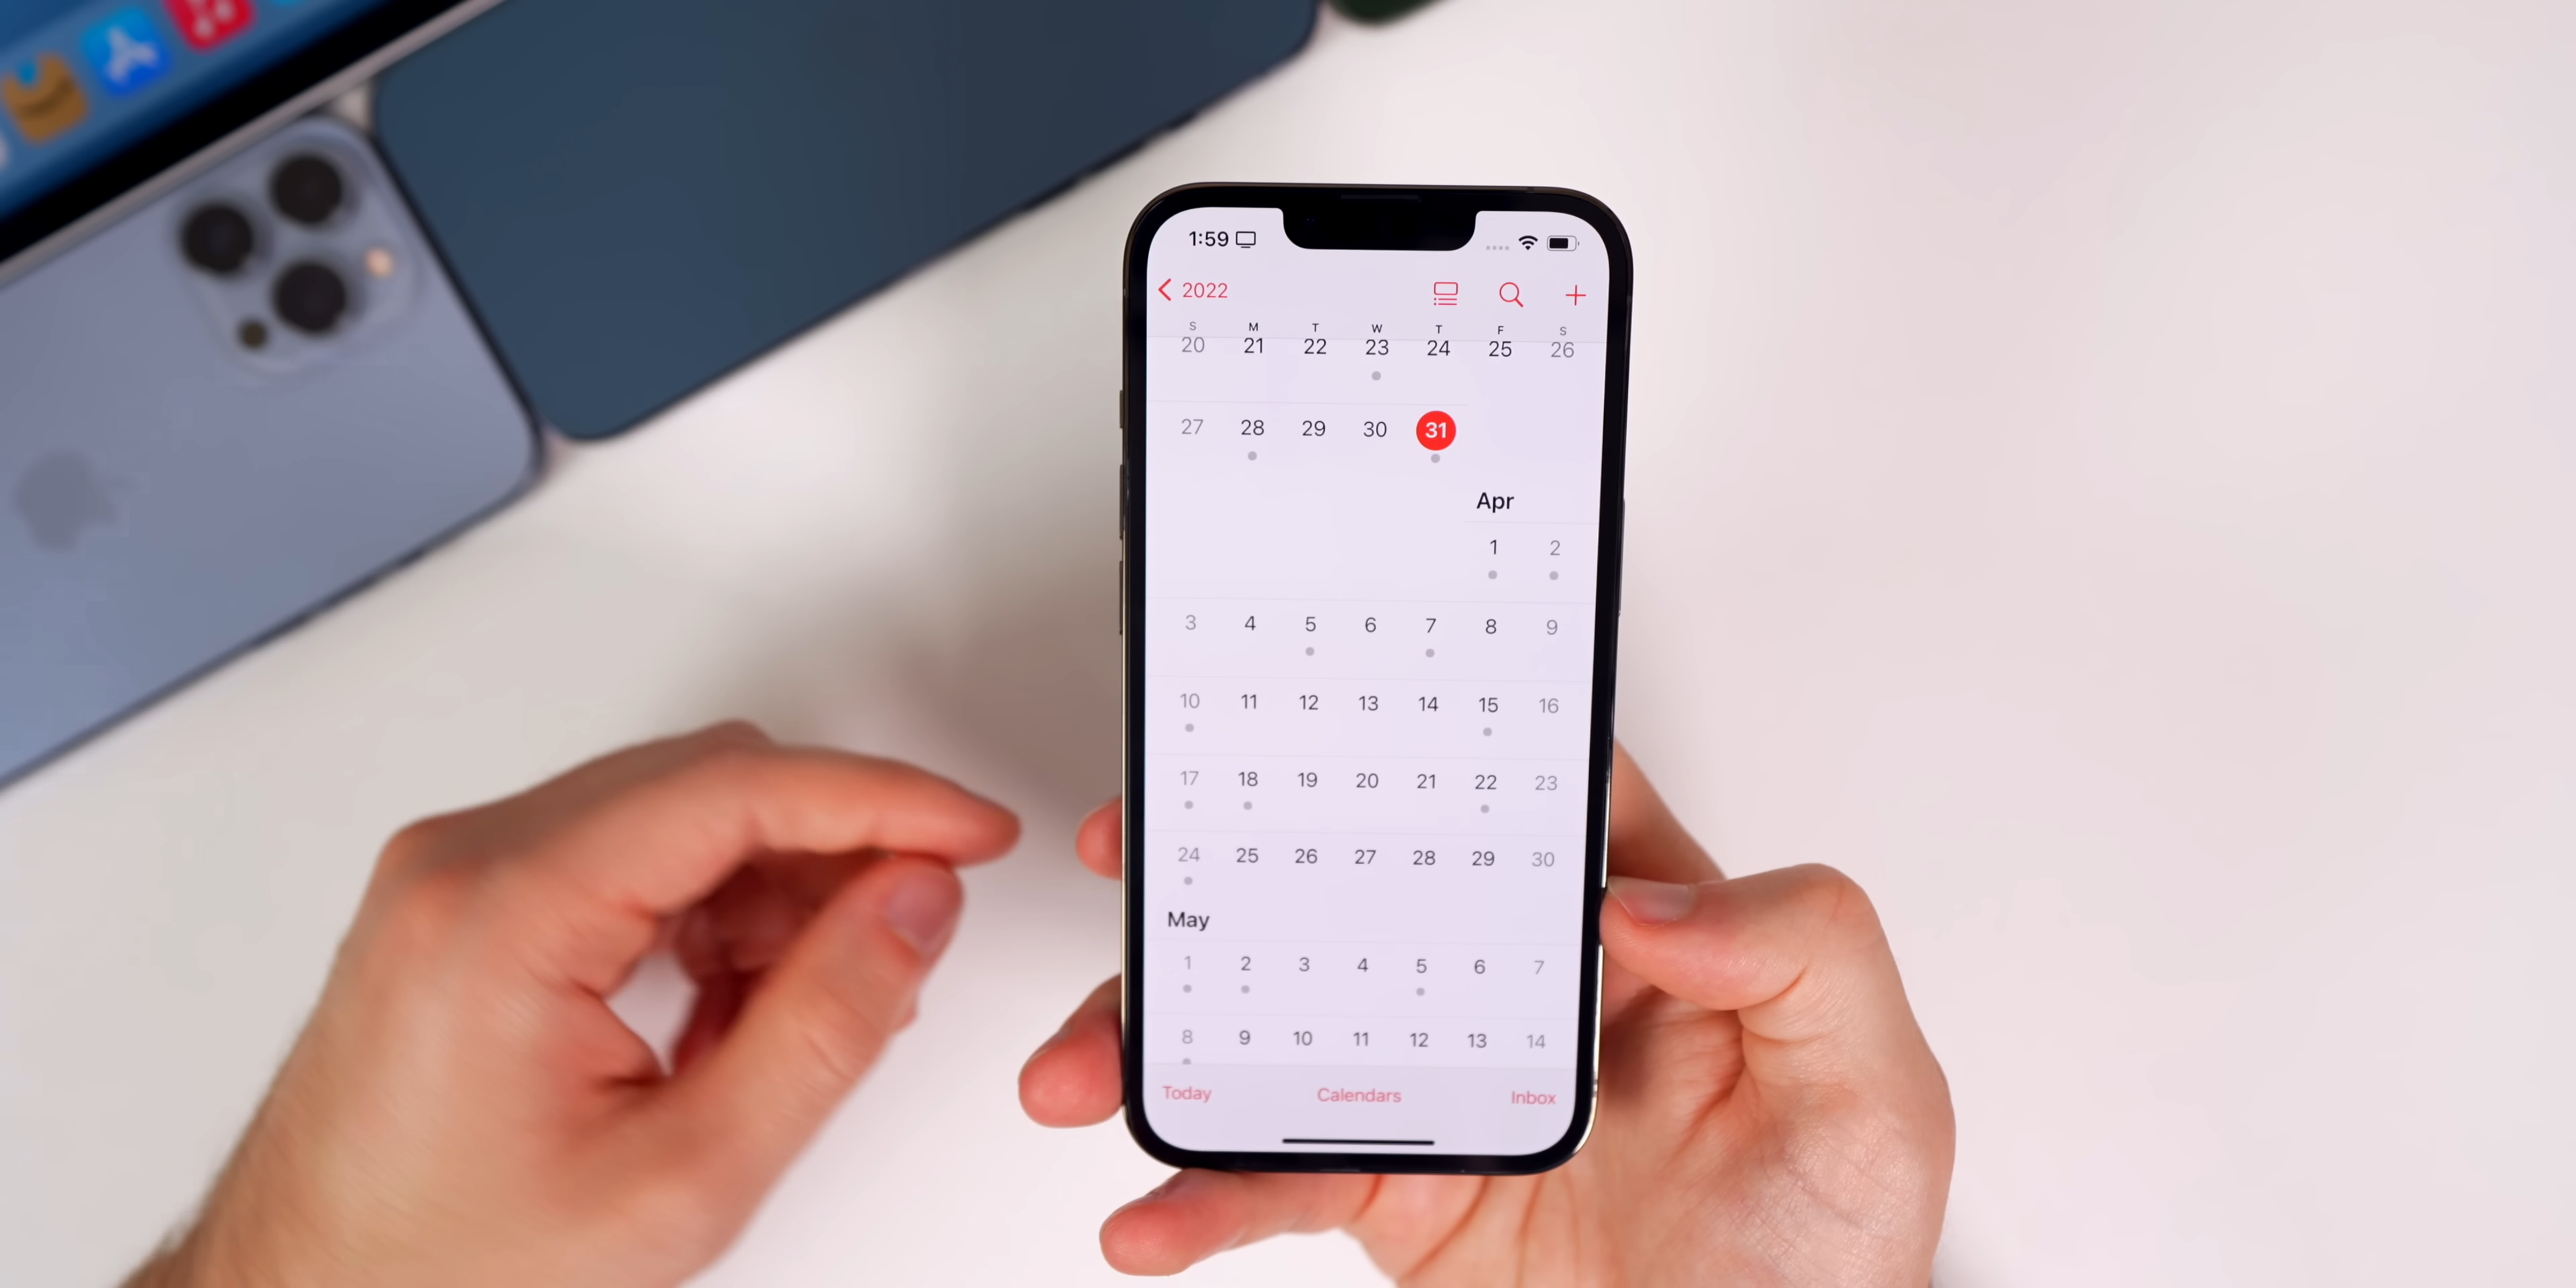 1:59
2022
S M T W T F S
20 21 22 23 24 25 26
27 28 29 30 31
Apr
1 2
3 4 5 6 7 8 9
10 11 12 13 14 15 16
17 18 19 20 21 22 23
24 25 26 27 28 29 30
May
1 2 3 4 5 6 7
8 9 10 11 12 13 14
Today Calendars Inbox